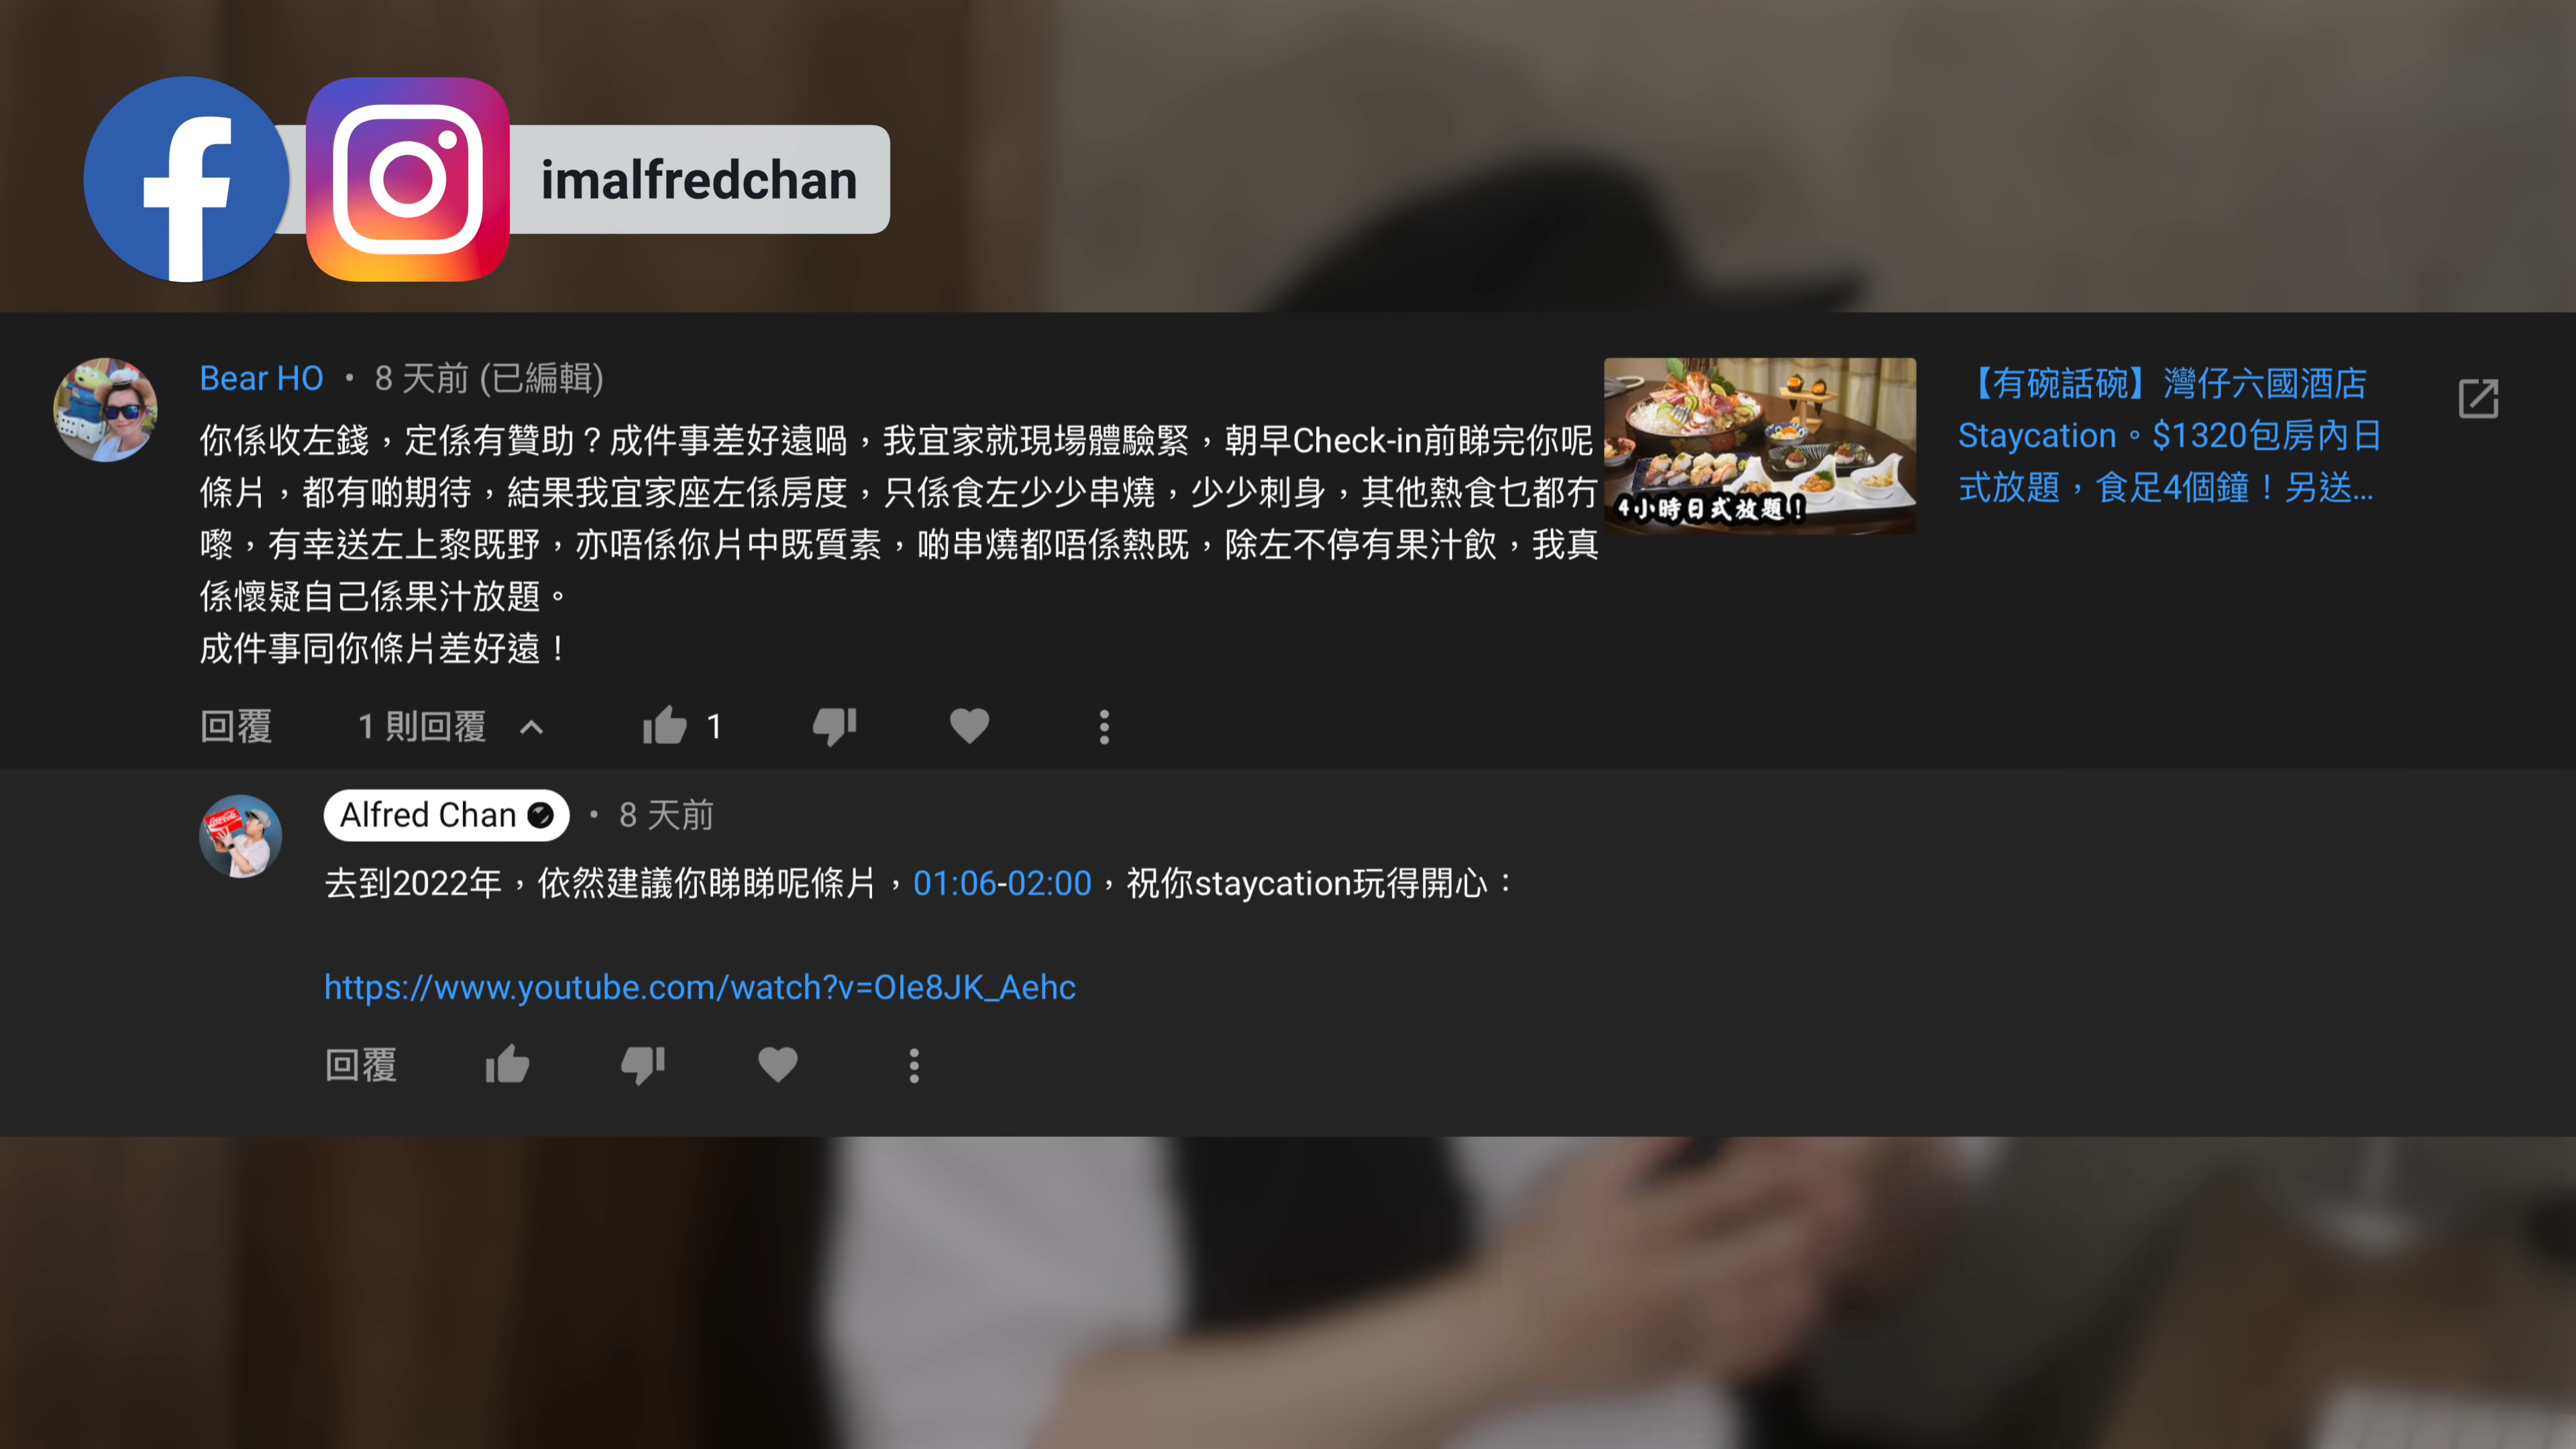 imalfredchan
Bear HO • 8 天前 (已編輯)
你係收左錢，定係有贊助？成件事差好遠喎，我宜家就現場體驗緊，朝早Check-in前睇完你呢
條片，都有啲期待，結果我宜家座左係房度，只係食左少少串燒，少少刺身，其他熱食乜都冇
嚟，有幸送左上黎既野，亦唔係你片中既質素，啲串燒都唔係熱既，除左不停有果汁飲，我真
係懷疑自己係果汁放題。
成件事同你條片差好遠！
回覆 1 則回覆 1
4小時日式放題!
【有碗話碗】灣仔六國酒店
Staycation。$1320包房內日
式放題，食足4個鐘！另送...
Alfred Chan • 8 天前
去到2022年，依然建議你睇睇呢條片，01:06-02:00，祝你staycation玩得開心：
https://www.youtube.com/watch?v=OIe8JK_Aehc
回覆